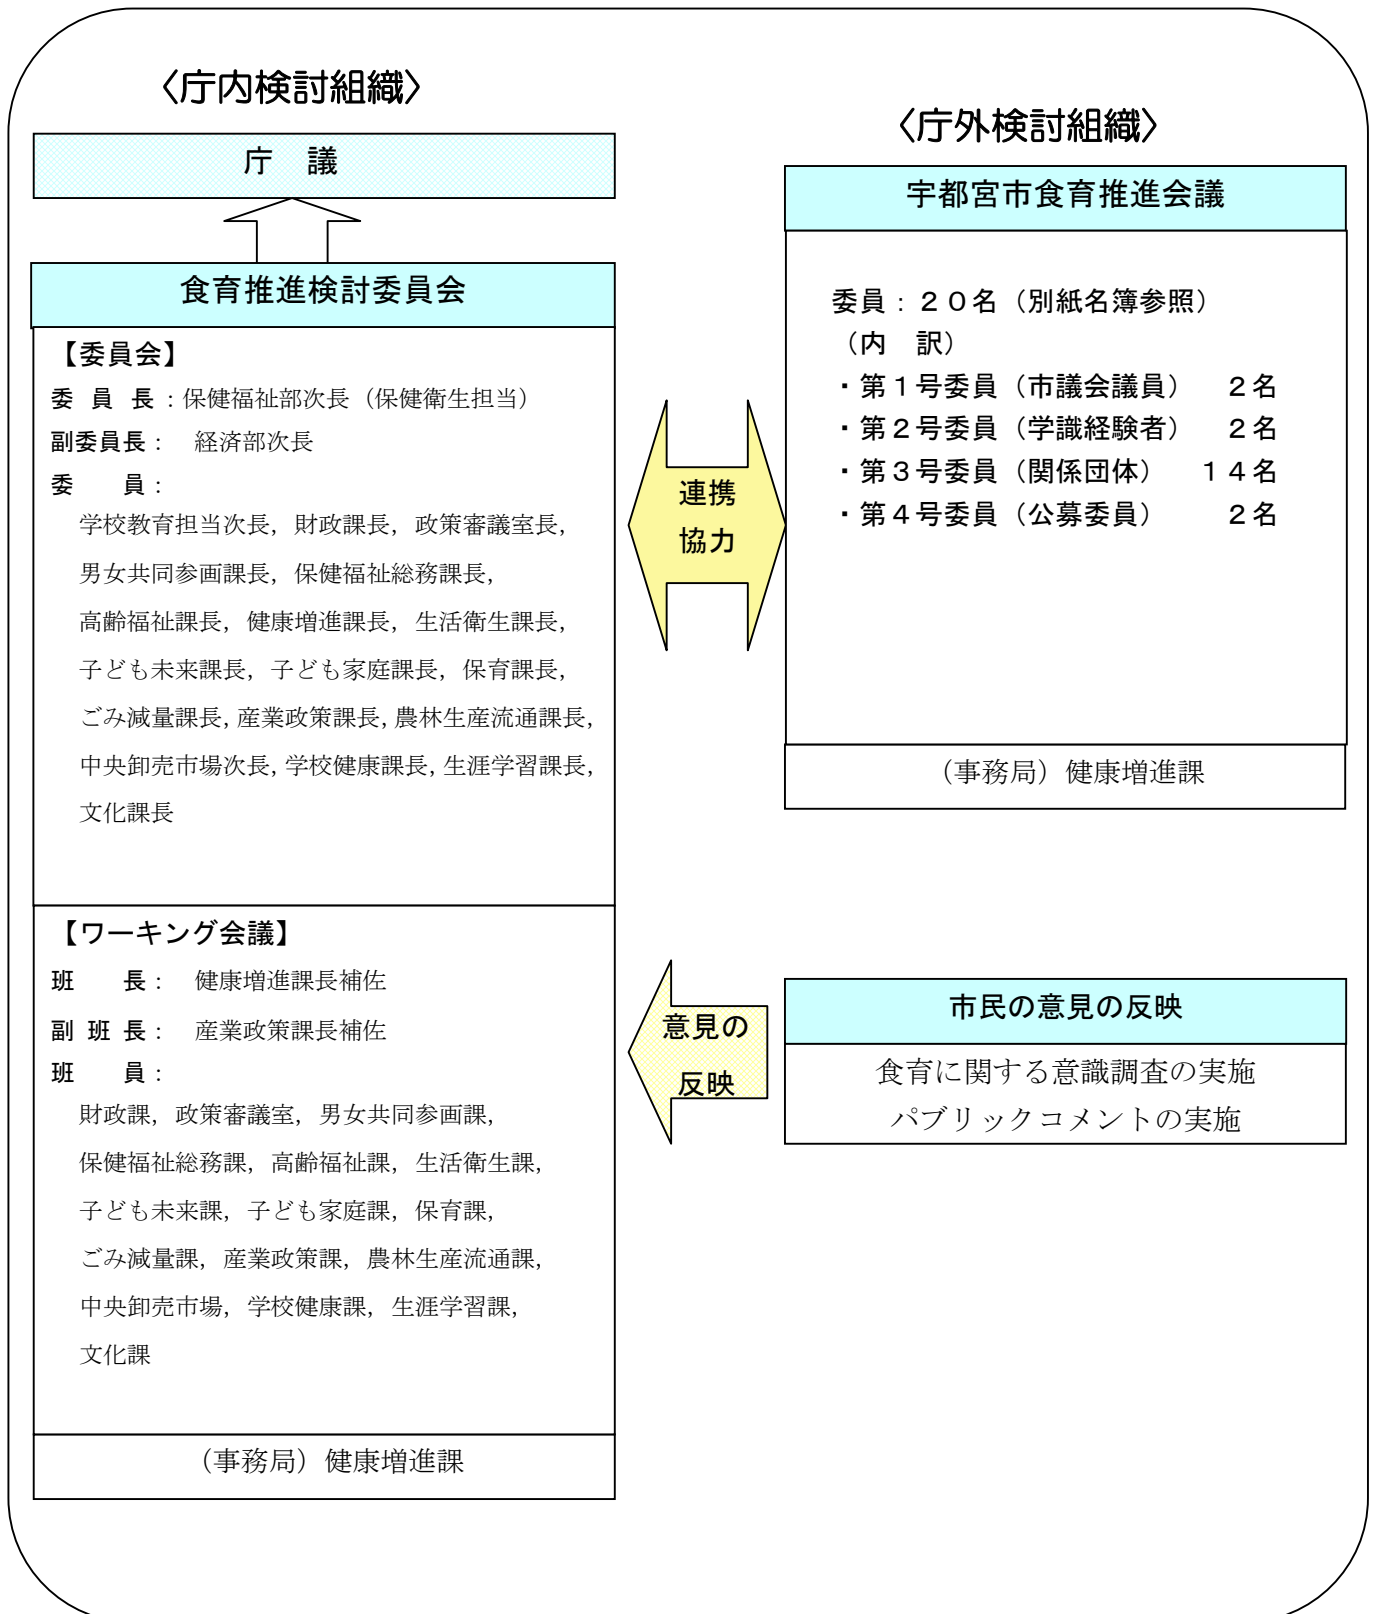 〈庁内検討組織〉
庁　議
食育推進検討委員会
【委員会】
委　員　長：保健福祉部次長（保健衛生担当）
副委員長：　経済部次長
委　　員：
学校教育担当次長，財政課長，政策審議室長，
男女共同参画課長，保健福祉総務課長，
高齢福祉課長，健康増進課長，生活衛生課長，
子ども未来課長，子ども家庭課長，保育課長，
ごみ減量課長，産業政策課長，農林生産流通課長，
中央卸売市場次長，学校健康課長，生涯学習課長，
文化課長
【ワーキング会議】
班　　長：　健康増進課長補佐
副　班　長：　産業政策課長補佐
班　　員：
財政課，政策審議室，男女共同参画課，
保健福祉総務課，高齢福祉課，生活衛生課，
子ども未来課，子ども家庭課，保育課，
ごみ減量課，産業政策課，農林生産流通課，
中央卸売市場，学校健康課，生涯学習課，
文化課
（事務局）健康増進課
連携
協力
意見の
反映
〈庁外検討組織〉
宇都宮市食育推進会議
委員：２０名（別紙名簿参照）
（内　訳）
・第１号委員（市議会議員）　２名
・第２号委員（学識経験者）　２名
・第３号委員（関係団体）　１４名
・第４号委員（公募委員）　　２名
（事務局）健康増進課
市民の意見の反映
食育に関する意識調査の実施
パブリックコメントの実施